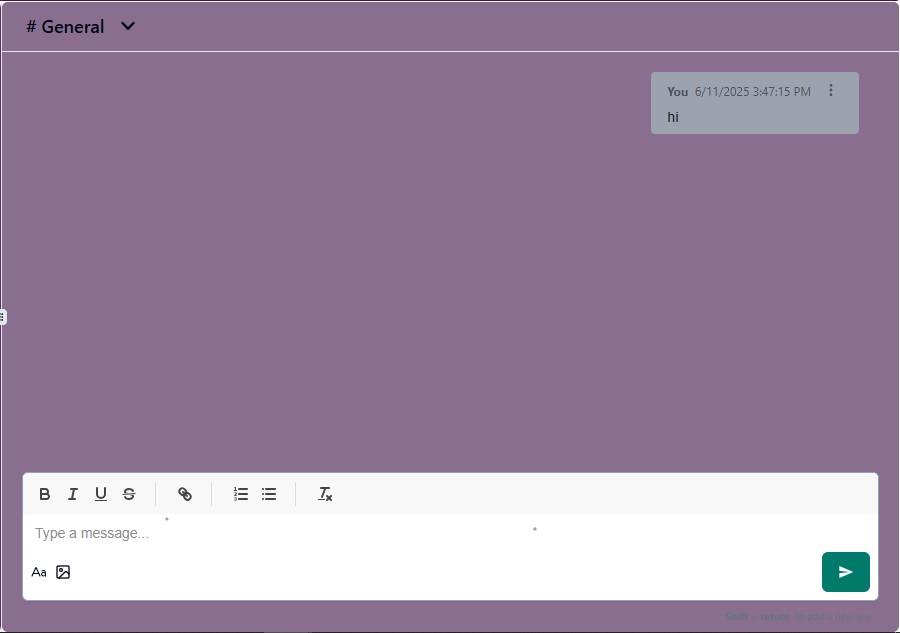 # General
You 6/11/2025 3:47:15 PM
hi
B I U S
Type a message...
Aa
Shift + return to add a new line